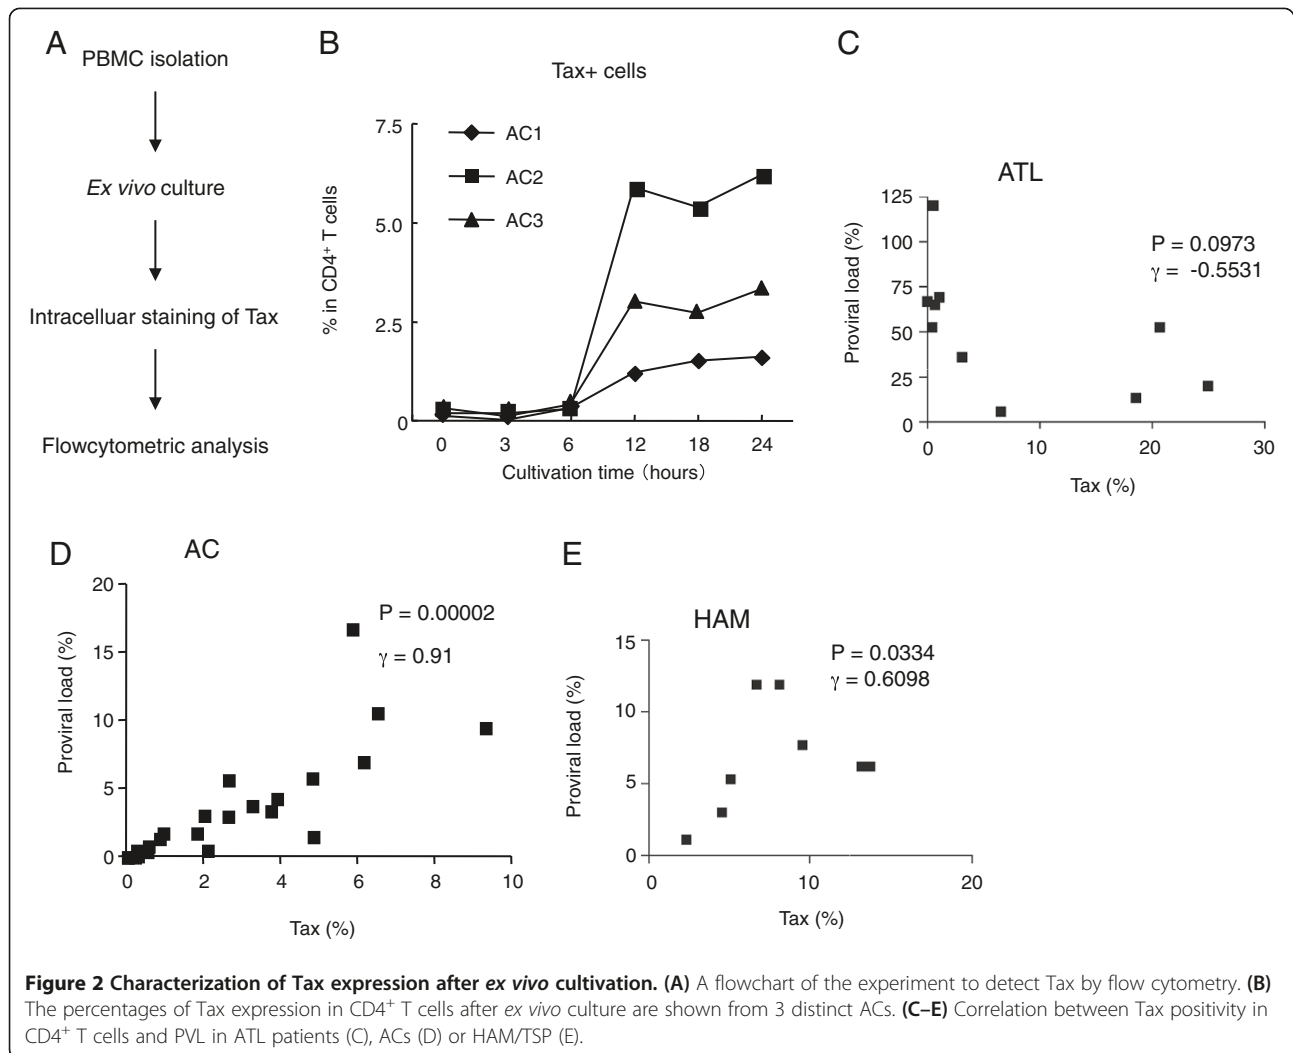 A
PBMC isolation
Ex vivo culture
Intracelluar staining of Tax
Flowcytometric analysis
B
Tax+ cells
AC1
AC2
AC3
% in CD4⁺ T cells
7.5
5.0
2.5
0
0 3 6 12 18 24
Cultivation time (hours)
C
ATL
P = 0.0973
γ = -0.5531
Proviral load (%)
125
100
75
50
25
0
0 10 20 30
Tax (%)
D
AC
P = 0.00002
γ = 0.91
Proviral load (%)
20
15
10
5
0
0 2 4 6 8 10
Tax (%)
E
HAM
P = 0.0334
γ = 0.6098
Proviral load (%)
15
10
5
0
0 10 20
Tax (%)
Figure 2 Characterization of Tax expression after ex vivo cultivation. (A) A flowchart of the experiment to detect Tax by flow cytometry. (B)
The percentages of Tax expression in CD4⁺ T cells after ex vivo culture are shown from 3 distinct ACs. (C–E) Correlation between Tax positivity in
CD4⁺ T cells and PVL in ATL patients (C), ACs (D) or HAM/TSP (E).